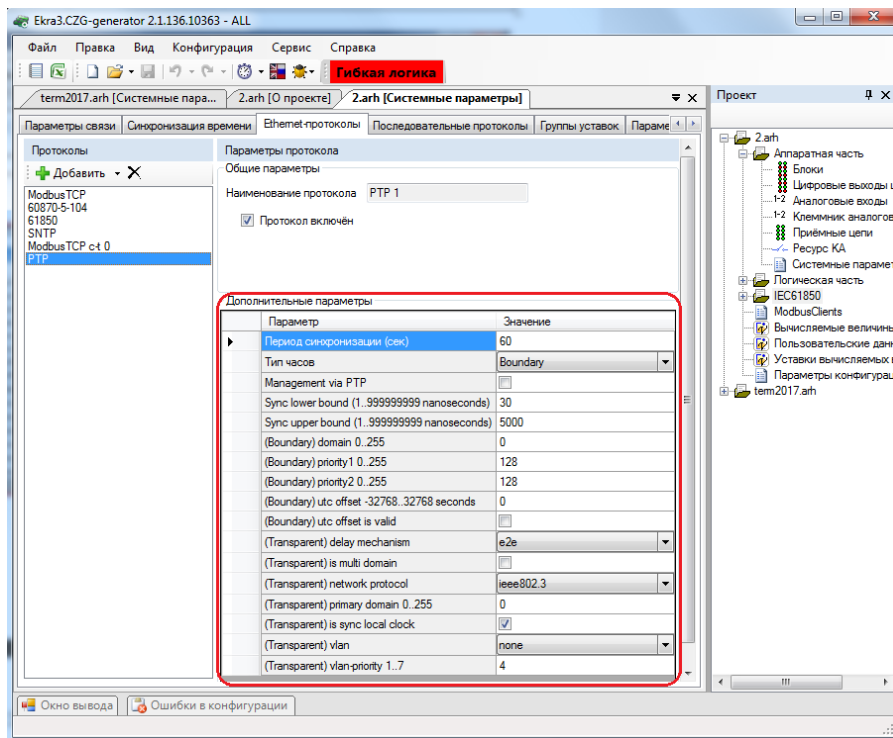 Ekra3.CZG-generator 2.1.136.10363 - ALL
Файл Правка Вид Конфигурация Сервис Справка
Гибкая логика
term2017.arh [Системные пара... 2.arh [О проекте] 2.arh [Системные параметры]
Параметры связи Синхронизация времени Ethernet-протоколы Последовательные протоколы Группы уставок Параме
Протоколы
Добавить
ModbusTCP
60870-5-104
61850
SNTP
ModbusTCP c-t 0
PTP
Параметры протокола
Общие параметры
Наименование протокола PTP 1
Протокол включён
Дополнительные параметры
Параметр Значение
Период синхронизации (сек) 60
Тип часов Boundary
Management via PTP
Sync lower bound (1..999999999 nanoseconds) 30
Sync upper bound (1..999999999 nanoseconds) 5000
(Boundary) domain 0..255 0
(Boundary) priority1 0..255 128
(Boundary) priority2 0..255 128
(Boundary) utc offset -32768..32768 seconds 0
(Boundary) utc offset is valid
(Transparent) delay mechanism e2e
(Transparent) is multi domain
(Transparent) network protocol ieee802.3
(Transparent) primary domain 0..255 0
(Transparent) is sync local clock
(Transparent) vlan none
(Transparent) vlan-priority 1..7 4
Проект
2.arh
Аппаратная часть
Блоки
Цифровые выходы ц
1-2 Аналоговые входы
1-2 Клеммник аналогов
Приёмные цепи
Ресурс КА
Системные парамет
Логическая часть
IEC61850
ModbusClients
Вычисляемые величины
Пользовательские данн
Уставки вычисляемых в
Параметры конфигурац
term2017.arh
Окно вывода Ошибки в конфигурации